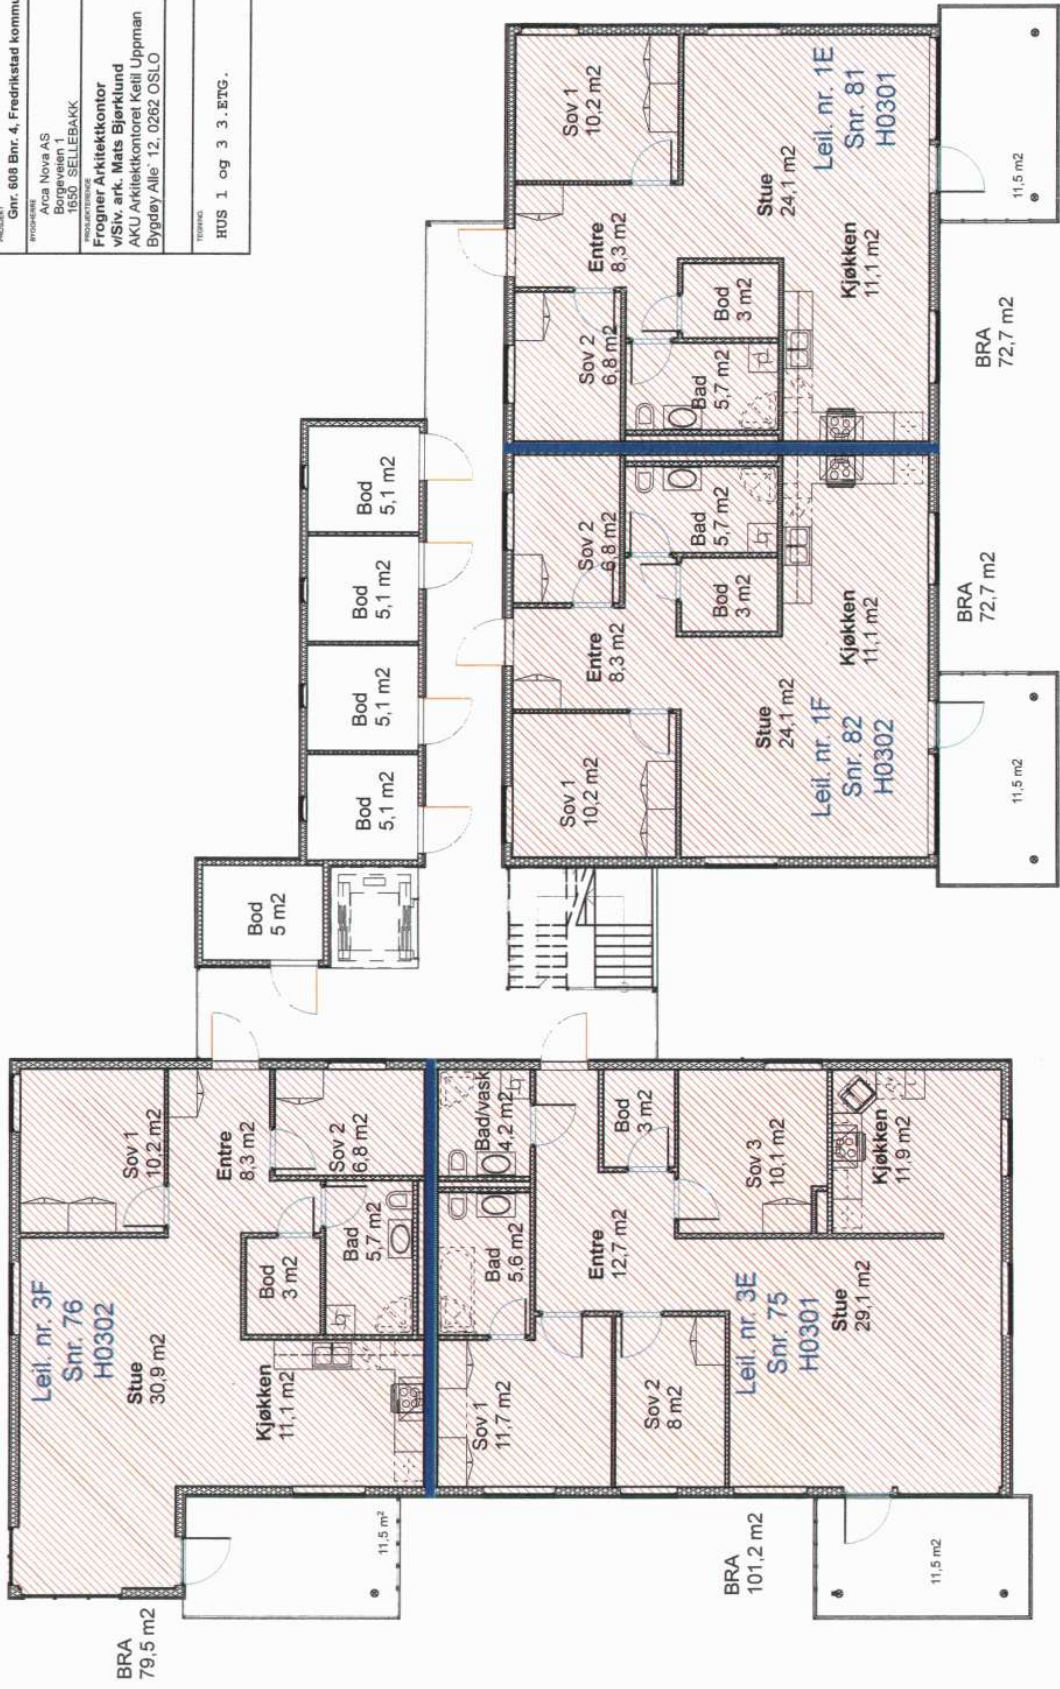 PROSJEKT
Gnr. 608 Bnr. 4, Fredrikstad kommu
BYGGHERRE
Arca Nova AS
Borgeveien 1
1650 SELLEBAKK
PROSJEKTERENDE
Frogner Arkitektkontor
v/Siv. ark. Mats Bjørklund
AKU Arkitektkontoret Ketil Uppman
Bygdøy Alle' 12, 0262 OSLO
TEGNING
HUS 1 og 3 3.ETG.
Sov 1
10,2 m2
Entre
8,3 m2
Sov 2
6,8 m2
Bad
5,7 m2
Bod
3 m2
Stue
24,1 m2
Kjøkken
11,1 m2
Leil. nr. 1E
Snr. 81
H0301
11,5 m2
BRA
72,7 m2
Bod
5,1 m2
Bod
5,1 m2
Bod
5,1 m2
Bod
5,1 m2
Bod
5 m2
Sov 2
6,8 m2
Bad
5,7 m2
Bod
3 m2
Entre
8,3 m2
Sov 1
10,2 m2
Stue
24,1 m2
Kjøkken
11,1 m2
Leil. nr. 1F
Snr. 82
H0302
11,5 m2
BRA
72,7 m2
Sov 1
10,2 m2
Entre
8,3 m2
Sov 2
6,8 m2
Bod
3 m2
Bad
5,7 m2
Leil. nr. 3F
Snr. 76
H0302
Stue
30,9 m2
Kjøkken
11,1 m2
11,5 m²
BRA
79,5 m2
Bad/vask
4,2 m2
Bod
3 m2
Sov 3
10,1 m2
Kjøkken
11,9 m2
Bad
5,6 m2
Entre
12,7 m2
Sov 1
11,7 m2
Sov 2
8 m2
Leil. nr. 3E
Snr. 75
H0301
Stue
29,1 m2
11,5 m2
BRA
101,2 m2